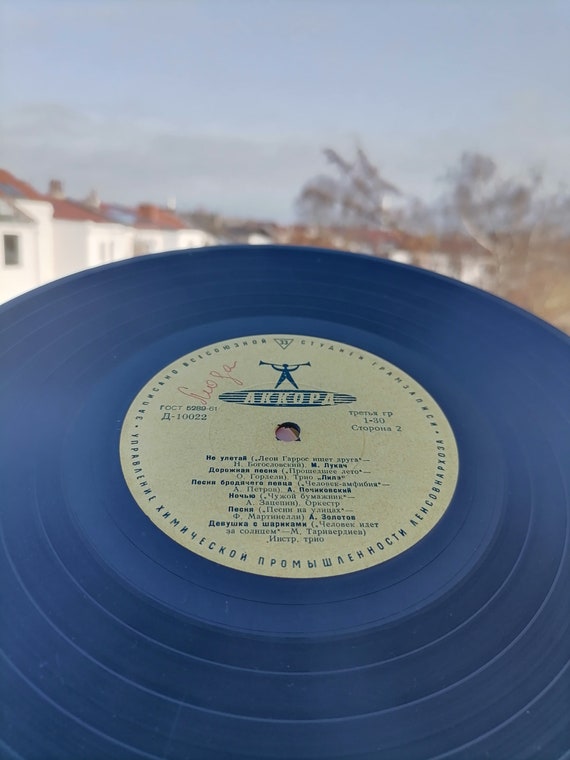 ЗАПИСАНО ВСЕСОЮЗНОЙ 33 СТУДИЕЙ ГРАМЗАПИСИ
Люда
АККОРД
ГОСТ 5289-61
Д-10022
третья гр
1-30
Сторона 2
Не улетай („Леон Гаррос ищет друга“—
Н. Богословский) М. Лукач
Дорожная песня („Прошедшее лето“—
О. Гордели) Трио „Лила“
Песня бродячего певца („Человек-амфибия“—
А. Петров) А. Почиковский
Ночью („Чужой бумажник“—
А. Зацепин). Оркестр
Песня („Песни на улицах“—
Ф. Мартинелли) А. Золотов
Девушка с шариками („Человек идет
за солнцем“—М. Таривердиев)
Инстр. трио
УПРАВЛЕНИЕ ХИМИЧЕСКОЙ ПРОМЫШЛЕННОСТИ ЛЕНСОВНАРХОЗА